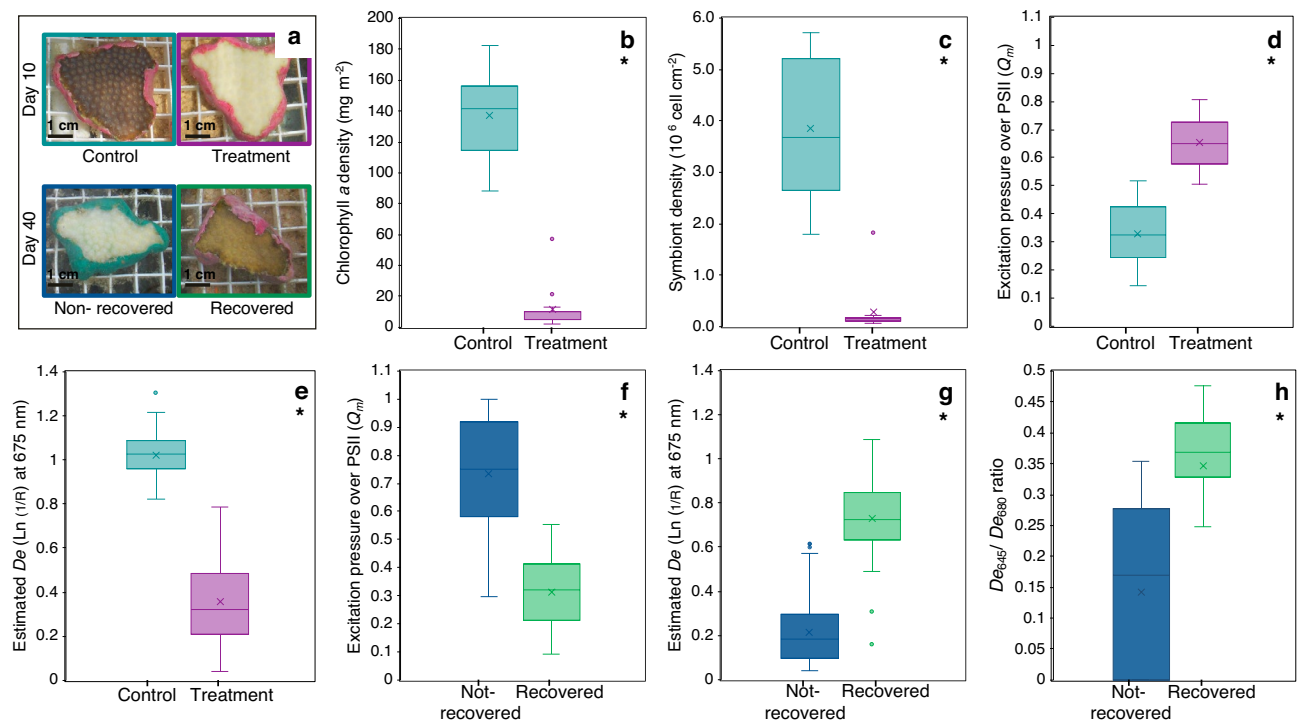 a
Day 10
1 cm
1 cm
Control
Treatment
Day 40
1 cm
1 cm
Non- recovered
Recovered
b
*
Chlorophyll a density (mg m-2)
200
180
160
140
120
100
80
60
40
20
0
Control
Treatment
c
*
Symbiont density (10 6 cell cm-2)
6.0
5.0
4.0
3.0
2.0
1.0
0.0
Control
Treatment
d
*
Excitation pressure over PSII (Qm)
1.1
1
0.9
0.8
0.7
0.6
0.5
0.4
0.3
0.2
0.1
0
Control
Treatment
e
*
Estimated De (Ln (1/R) at 675 nm)
1.4
1.2
1
0.8
0.6
0.4
0.2
0
Control
Treatment
f
*
Excitation pressure over PSII (Qm)
1.1
1
0.9
0.8
0.7
0.6
0.5
0.4
0.3
0.2
0.1
0
Not-
recovered
Recovered
g
*
Estimated De (Ln (1/R) at 675 nm)
1.4
1.2
1
0.8
0.6
0.4
0.2
0
Not-
recovered
Recovered
h
*
De645/ De680 ratio
0.5
0.45
0.4
0.35
0.3
0.25
0.2
0.15
0.1
0.05
0
Not-
recovered
Recovered